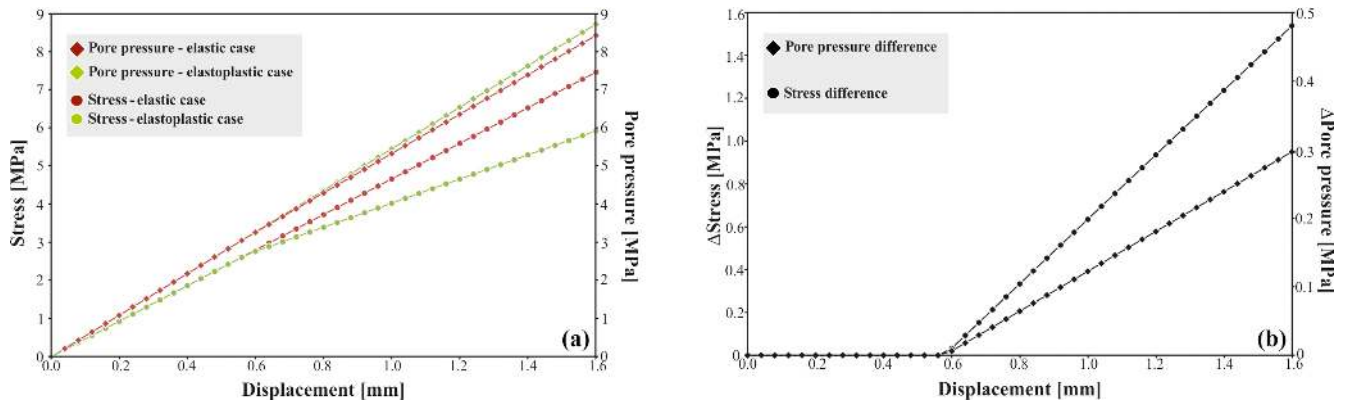 9
8
7
6
5
4
3
2
1
0
Stress [MPa]
Pore pressure - elastic case
Pore pressure - elastoplastic case
Stress - elastic case
Stress - elastoplastic case
9
8
7
6
5
4
3
2
1
0
Pore pressure [MPa]
(a)
0.0 0.2 0.4 0.6 0.8 1.0 1.2 1.4 1.6
Displacement [mm]
1.6
1.4
1.2
1.0
0.8
0.6
0.4
0.2
0
ΔStress [MPa]
Pore pressure difference
Stress difference
0.5
0.4
0.3
0.2
0.1
0
ΔPore pressure [MPa]
(b)
0.0 0.2 0.4 0.6 0.8 1.0 1.2 1.4 1.6
Displacement [mm]